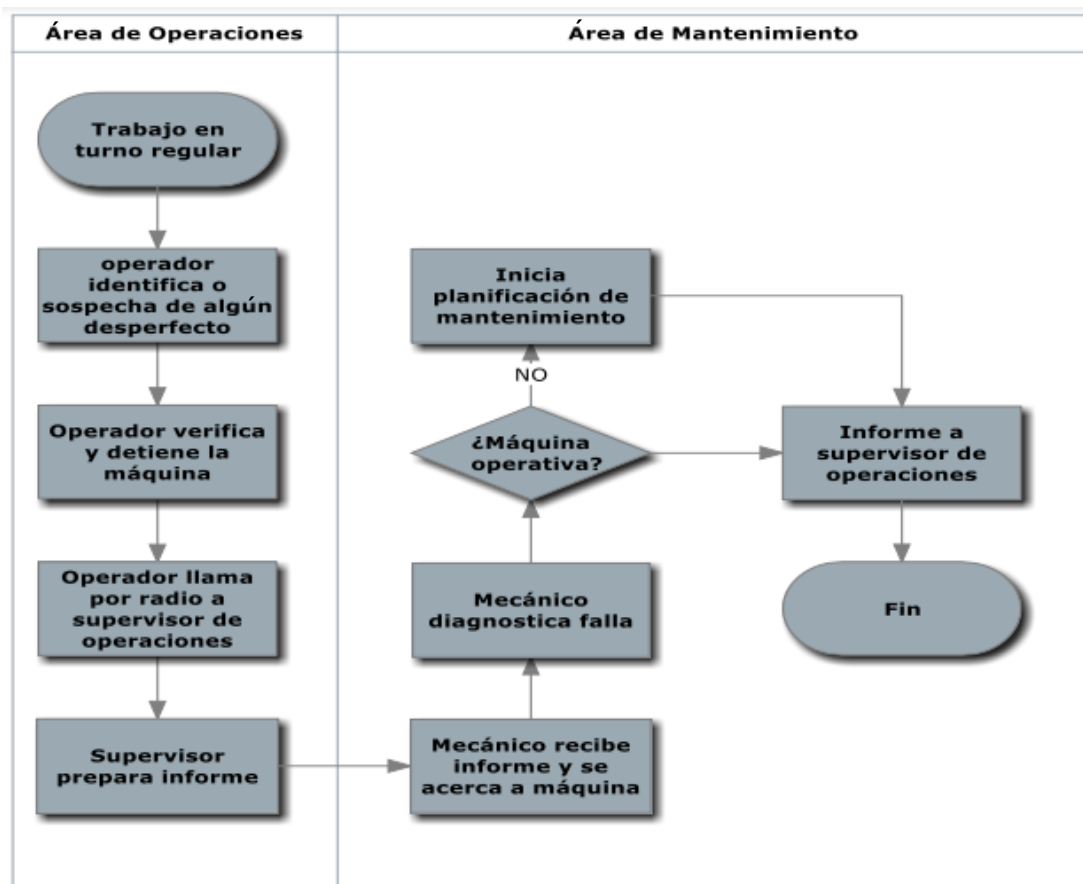 Área de Operaciones
Área de Mantenimiento
Trabajo en
turno regular
operador
identifica o
sospecha de algún
desperfecto
Operador verifica
y detiene la
máquina
Operador llama
por radio a
supervisor de
operaciones
Supervisor
prepara informe
Mecánico recibe
informe y se
acerca a máquina
Mecánico
diagnostica falla
¿Máquina
operativa?
NO
Inicia
planificación de
mantenimiento
Informe a
supervisor de
operaciones
Fin